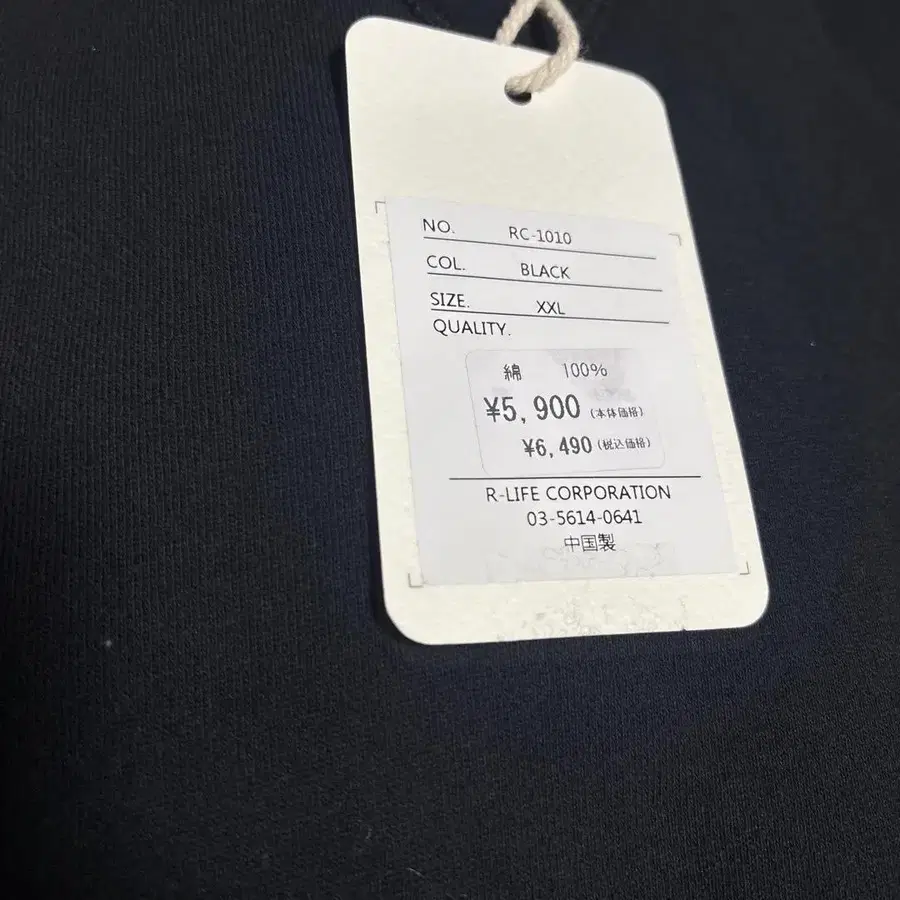 NO. RC-1010
COL. BLACK
SIZE. XXL
QUALITY.
綿 100%
¥5,900 (本体価格)
¥6,490 (税込価格)
R-LIFE CORPORATION
03-5614-0641
中国製